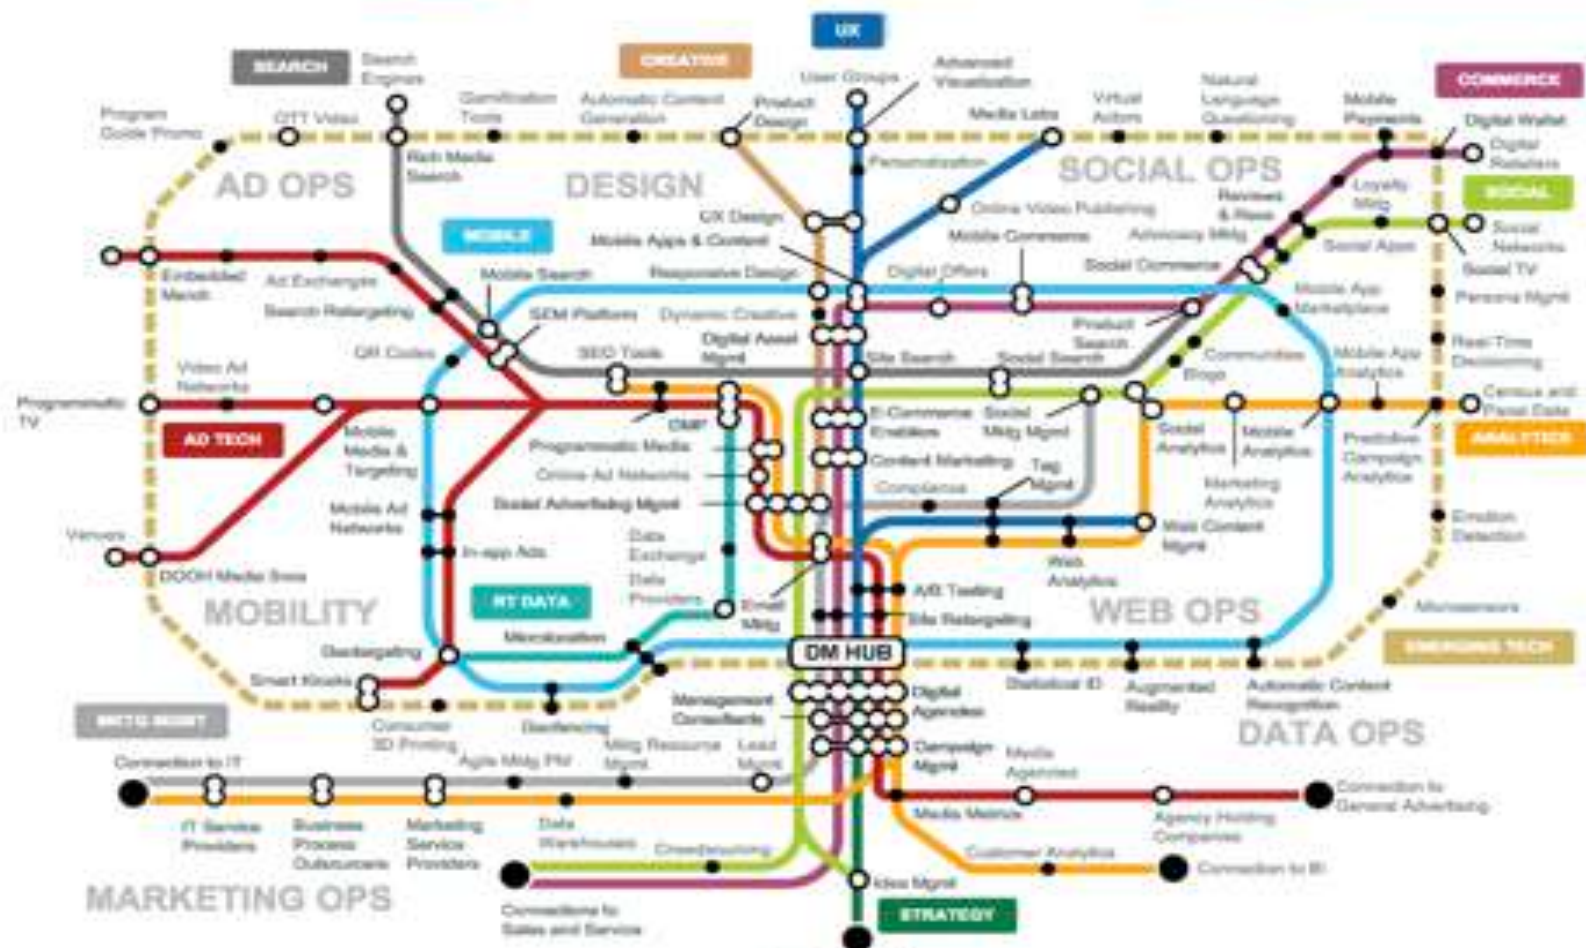 UX
SEARCH
Search
Engines
CREATIVE
User Groups
Advanced
Visualization
COMMERCE
Program
Guide Promo
OTT Video
Gamification
Tools
Automatic Content
Generation
Product
Design
Media Labs
Virtual
Actors
Natural
Language
Questioning
Mobile
Payments
Digital Wallet
Digital
Retailers
Rich Media
Search
AD OPS
DESIGN
Personalization
SOCIAL OPS
Loyalty
Mktg
SOCIAL
UX Design
Online Video Publishing
Reviews
Mobile Apps & Content
Mobile Commerce
Advocacy Mktg
Social Apps
Social
Networks
MOBILE
Social TV
Embedded
Ad Exchanges
Mobile Search
Responsive Design
Digital Offers
Social Commerce
Mobile App
Marketplace
Persona Mgmt
Search Retargeting
SEM Platform
Dynamic Creative
Product
Search
QR Codes
SEO Tools
Digital Asset
Mgmt
Site Search
Social Search
Communities
Blogs
Mobile App
Analytics
Real-Time
Decisioning
Video Ad
Networks
Programmatic
TV
AD TECH
Mobile
Media &
Targeting
DMP
E-Commerce
Enablers
Social
Mktg Mgmt
Social
Analytics
Mobile
Analytics
Census and
Panel Data
ANALYTICS
Programmatic Media
Online Ad Networks
Content Marketing
Tag
Mgmt
Marketing
Analytics
Predictive
Campaign
Analytics
Mobile Ad
Networks
Social Advertising Mgmt
Compliance
Web Content
Mgmt
Emotion
Detection
Venues
In-app Ads
Data
Exchange
Web
Analytics
DOOH Media Svcs
Data
Providers
RT DATA
Email
Mktg
A/B Testing
MOBILITY
Site Retargeting
WEB OPS
Microsensors
Microlocation
Geotargeting
DM HUB
EMERGING TECH
Smart Kiosks
Statistical ID
Augmented
Reality
Automatic Content
Recognition
MKTG MGMT
Consumer
3D Printing
Geofencing
Management
Consultants
Digital
Agencies
DATA OPS
Connection to IT
Agile Mktg PM
Mktg Resource
Mgmt
Lead
Mgmt
Campaign
Mgmt
Media
Agencies
Connection to
General Advertising
IT Service
Providers
Business
Process
Outsourcers
Marketing
Service
Providers
Data
Warehouses
Media Metrics
Agency Holding
Companies
Crowdsourcing
Customer Analytics
Connection to BI
MARKETING OPS
Connections to
Sales and Service
Idea Mgmt
STRATEGY